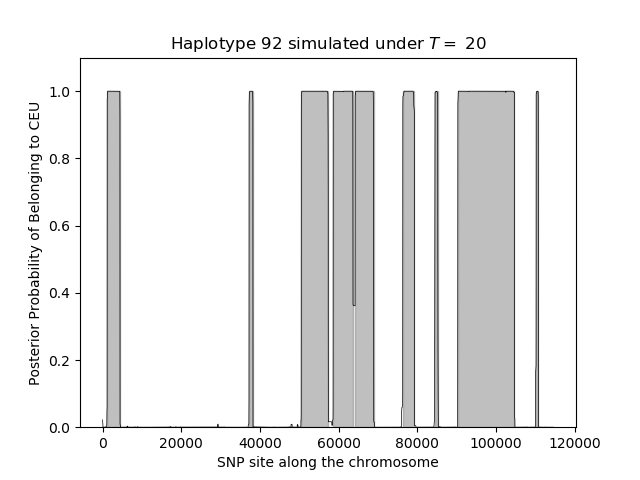 Haplotype 92 simulated under T = 20
Posterior Probability of Belonging to CEU
1.0
0.8
0.6
0.4
0.2
0.0
0 20000 40000 60000 80000 100000 120000
SNP site along the chromosome